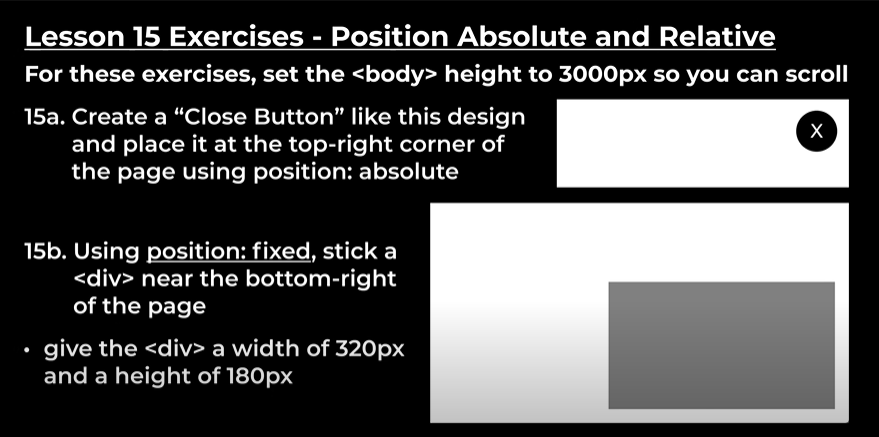 Lesson 15 Exercises - Position Absolute and Relative
For these exercises, set the <body> height to 3000px so you can scroll
15a. Create a “Close Button” like this design
and place it at the top-right corner of
the page using position: absolute
X
15b. Using position: fixed, stick a
<div> near the bottom-right
of the page
• give the <div> a width of 320px
and a height of 180px